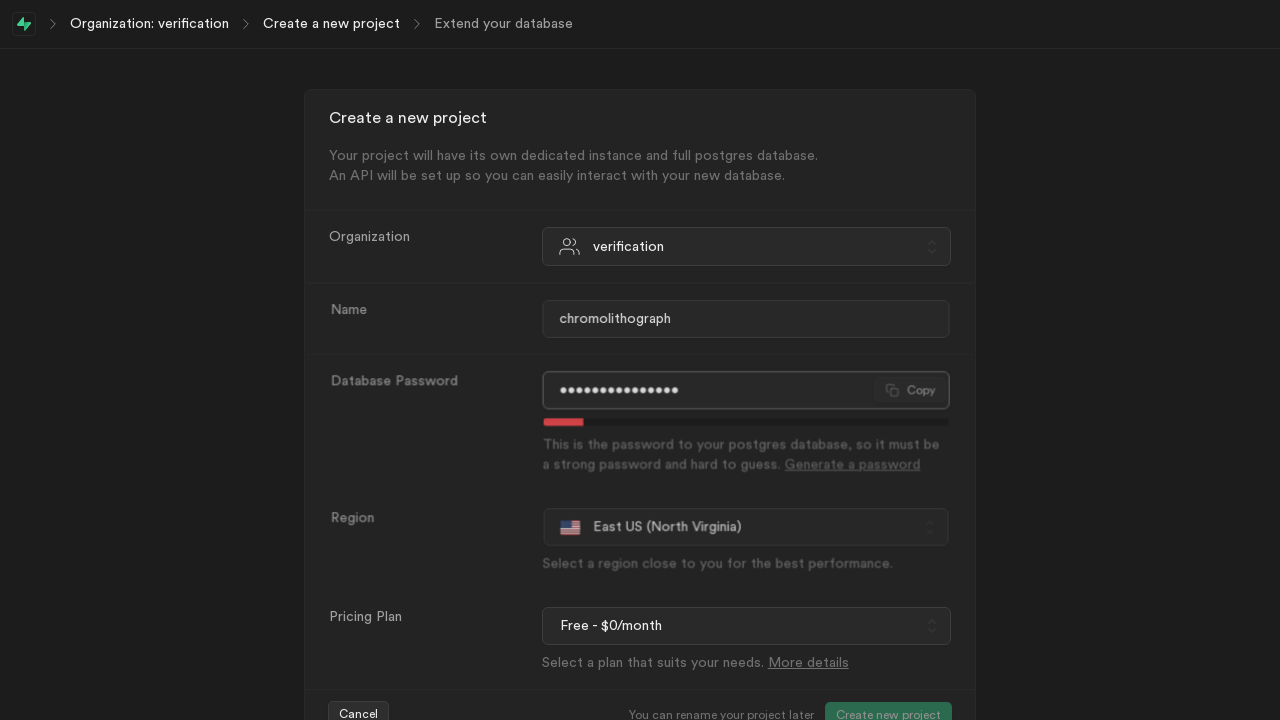 Organization: verification
Create a new project
Extend your database
Create a new project
Your project will have its own dedicated instance and full postgres database.
An API will be set up so you can easily interact with your new database.
Organization
verification
Name
chromolithograph
Database Password
•••••••••••••••
Copy
This is the password to your postgres database, so it must be
a strong password and hard to guess. Generate a password
Region
East US (North Virginia)
Select a region close to you for the best performance.
Pricing Plan
Free - $0/month
Select a plan that suits your needs. More details
Cancel
You can rename your project later
Create new project